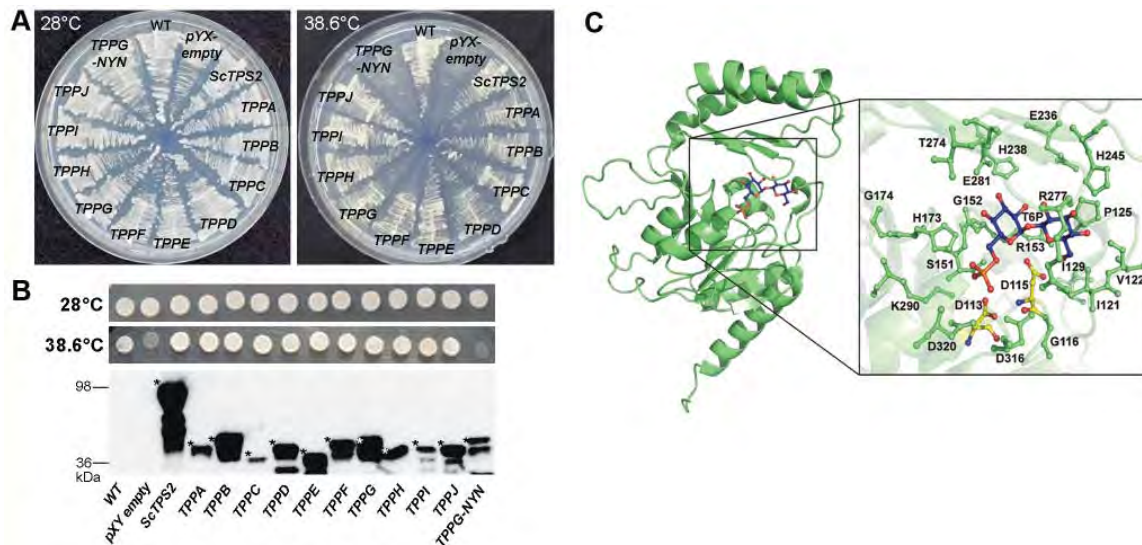 A
28°C
WT
pYX-
empty
ScTPS2
TPPA
TPPB
TPPC
TPPD
TPPE
TPPF
TPPG
TPPH
TPPI
TPPJ
TPPG
-NYN
38.6°C
WT
pYX-
empty
ScTPS2
TPPA
TPPB
TPPC
TPPD
TPPE
TPPF
TPPG
TPPH
TPPI
TPPJ
TPPG
-NYN
B
28°C
38.6°C
98
36
kDa
* * * * * * * * * * * *
WT
pXY empty
ScTPS2
TPPA
TPPB
TPPC
TPPD
TPPE
TPPF
TPPG
TPPH
TPPI
TPPJ
TPPG-NYN
C
E236
T274
H238
H245
E281
G174
G152
R277
P125
H173
T6P
R153
S151
I129
V122
D115
K290
D113
I121
D320
G116
D316